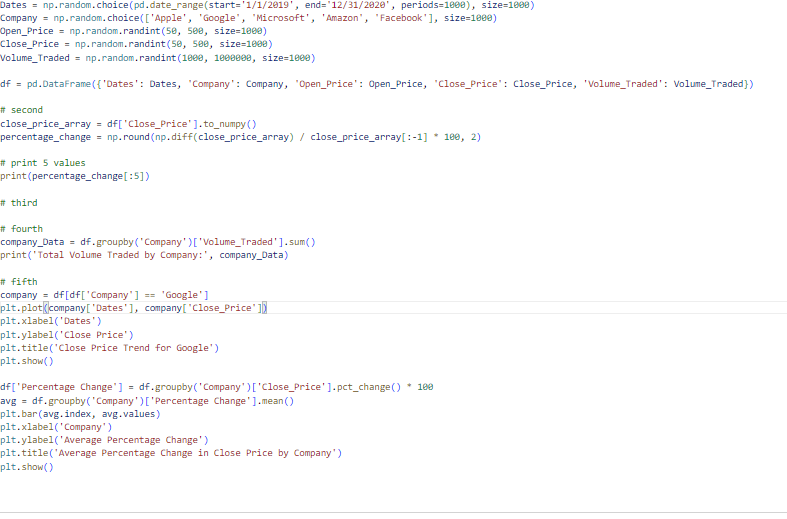 Dates = np.random.choice(pd.date_range(start='1/1/2019', end='12/31/2020', periods=1000), size=1000)
Company = np.random.choice(['Apple', 'Google', 'Microsoft', 'Amazon', 'Facebook'], size=1000)
Open_Price = np.random.randint(50, 500, size=1000)
Close_Price = np.random.randint(50, 500, size=1000)
Volume_Traded = np.random.randint(1000, 1000000, size=1000)
df = pd.DataFrame({'Dates': Dates, 'Company': Company, 'Open_Price': Open_Price, 'Close_Price': Close_Price, 'Volume_Traded': Volume_Traded})
# second
close_price_array = df['Close_Price'].to_numpy()
percentage_change = np.round(np.diff(close_price_array) / close_price_array[:-1] * 100, 2)
# print 5 values
print(percentage_change[:5])
# third
# fourth
company_Data = df.groupby('Company')['Volume_Traded'].sum()
print('Total Volume Traded by Company:', company_Data)
# fifth
company = df[df['Company'] == 'Google']
plt.plot(company['Dates'], company['Close_Price'])
plt.xlabel('Dates')
plt.ylabel('Close Price')
plt.title('Close Price Trend for Google')
plt.show()
df['Percentage Change'] = df.groupby('Company')['Close_Price'].pct_change() * 100
avg = df.groupby('Company')['Percentage Change'].mean()
plt.bar(avg.index, avg.values)
plt.xlabel('Company')
plt.ylabel('Average Percentage Change')
plt.title('Average Percentage Change in Close Price by Company')
plt.show()